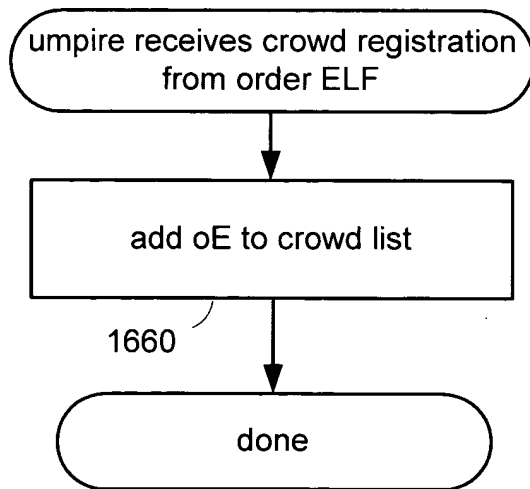 umpire receives crowd registration
from order ELF
add oE to crowd list
1660
done